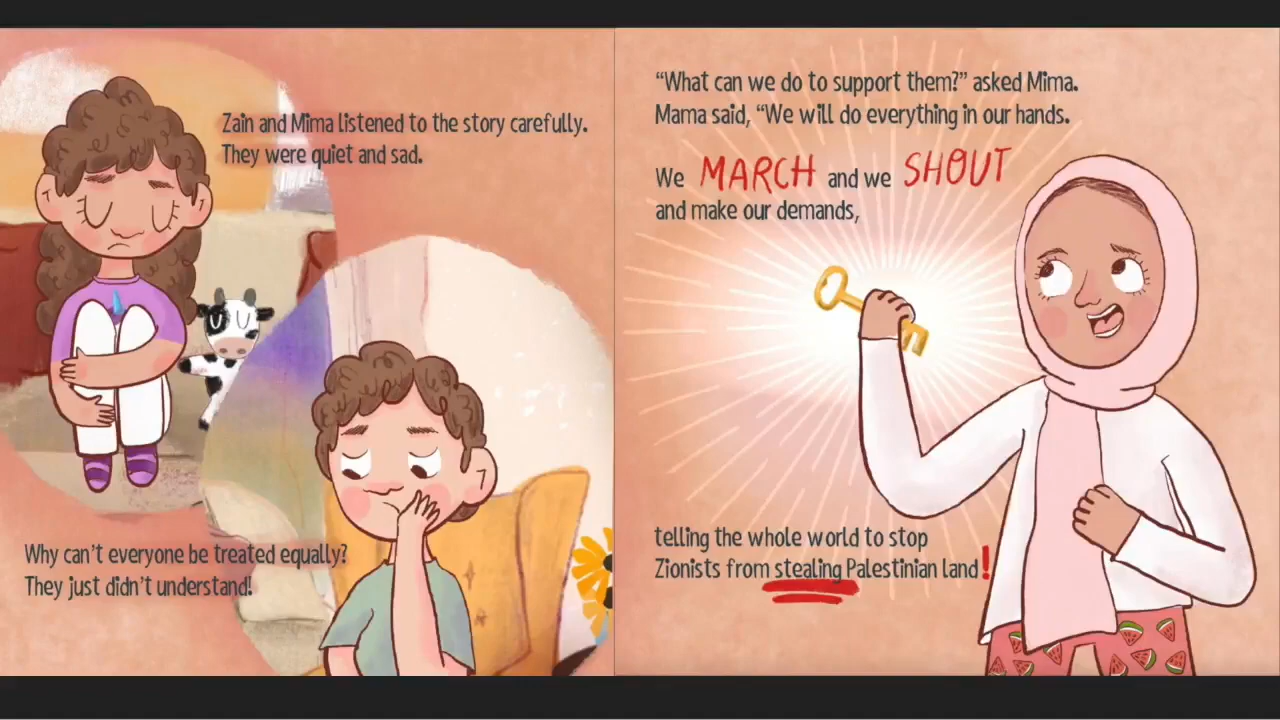 Zain and Mima listened to the story carefully.
They were quiet and sad.
Why can't everyone be treated equally?
They just didn't understand!
“What can we do to support them?” asked Mima.
Mama said, “We will do everything in our hands.
We MARCH and we SHOUT
and make our demands,
telling the whole world to stop
Zionists from stealing Palestinian land!